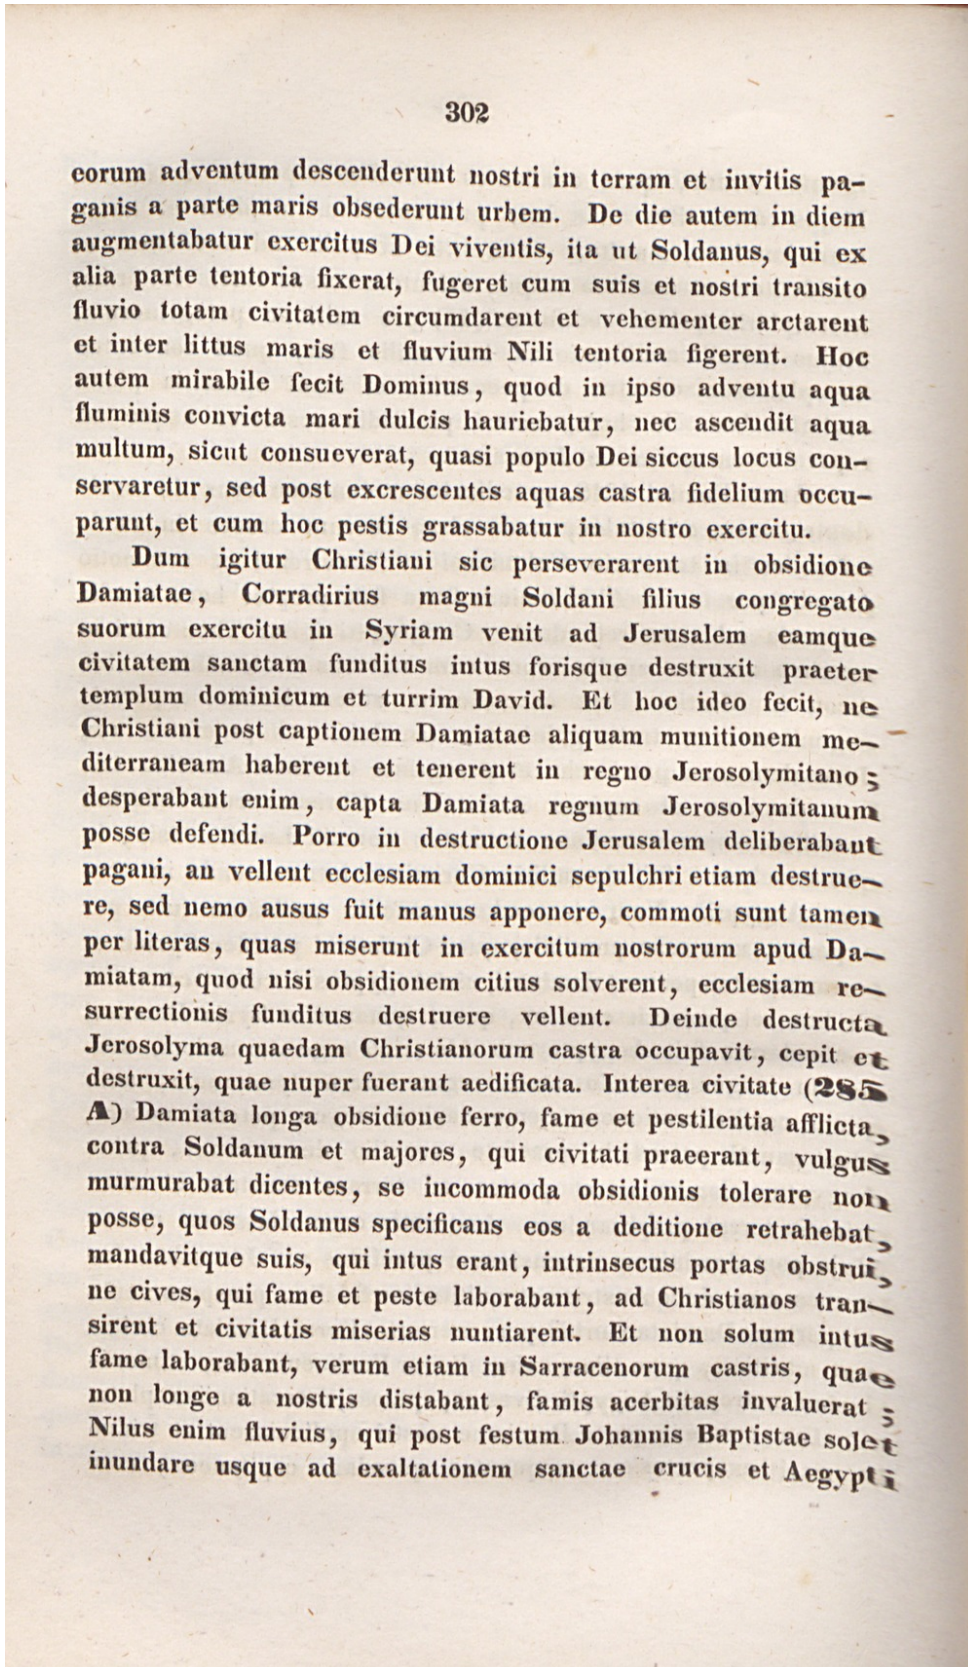 302
eorum adventum descenderunt nostri in terram et invitis pa-
ganis a parte maris obsederunt urbem. De die autem in diem
augmentabatur exercitus Dei viventis, ita ut Soldanus, qui ex
alia parte tentoria fixerat, fugeret cum suis et nostri transito
fluvio totam civitatem circumdarent et vehementer arctarent
et inter littus maris et fluvium Nili tentoria figerent. Hoc
autem mirabile fecit Dominus, quod in ipso adventu aqua
fluminis convicta mari dulcis hauriebatur, nec ascendit aqua
multum, sicut consueverat, quasi populo Dei siccus locus con-
servaretur, sed post excrescentes aquas castra fidelium occu-
parunt, et cum hoc pestis grassabatur in nostro exercitu.
Dum igitur Christiani sic perseverarent in obsidione
Damiatae, Corradirius magni Soldani filius congregato
suorum exercitu in Syriam venit ad Jerusalem eamque
civitatem sanctam funditus intus forisque destruxit praeter
templum dominicum et turrim David. Et hoc ideo fecit, ne
Christiani post captionem Damiatae aliquam munitionem me-
diterraneam haberent et tenerent in regno Jerosolymitano;
desperabant enim, capta Damiata regnum Jerosolymitanum
posse defendi. Porro in destructione Jerusalem deliberabant
pagani, an vellent ecclesiam dominici sepulchri etiam destrue-
re, sed nemo ausus fuit manus apponere, commoti sunt tamen
per literas, quas miserunt in exercitum nostrorum apud Da-
miatam, quod nisi obsidionem citius solverent, ecclesiam re-
surrectionis funditus destruere vellent. Deinde destructa
Jerosolyma quaedam Christianorum castra occupavit, cepit et
destruxit, quae nuper fuerant aedificata. Interea civitate (285
A) Damiata longa obsidione ferro, fame et pestilentia afflicta,
contra Soldanum et majores, qui civitati praeerant, vulgus
murmurabat dicentes, se incommoda obsidionis tolerare non
posse, quos Soldanus specificans eos a deditione retrahebat,
mandavitque suis, qui intus erant, intrinsecus portas obstrui,
ne cives, qui fame et peste laborabant, ad Christianos tran-
sirent et civitatis miserias nuntiarent. Et non solum intus
fame laborabant, verum etiam in Sarracenorum castris, quae
non longe a nostris distabant, famis acerbitas invaluerat;
Nilus enim fluvius, qui post festum Johannis Baptistae solet
inundare usque ad exaltationem sanctae crucis et Aegypti